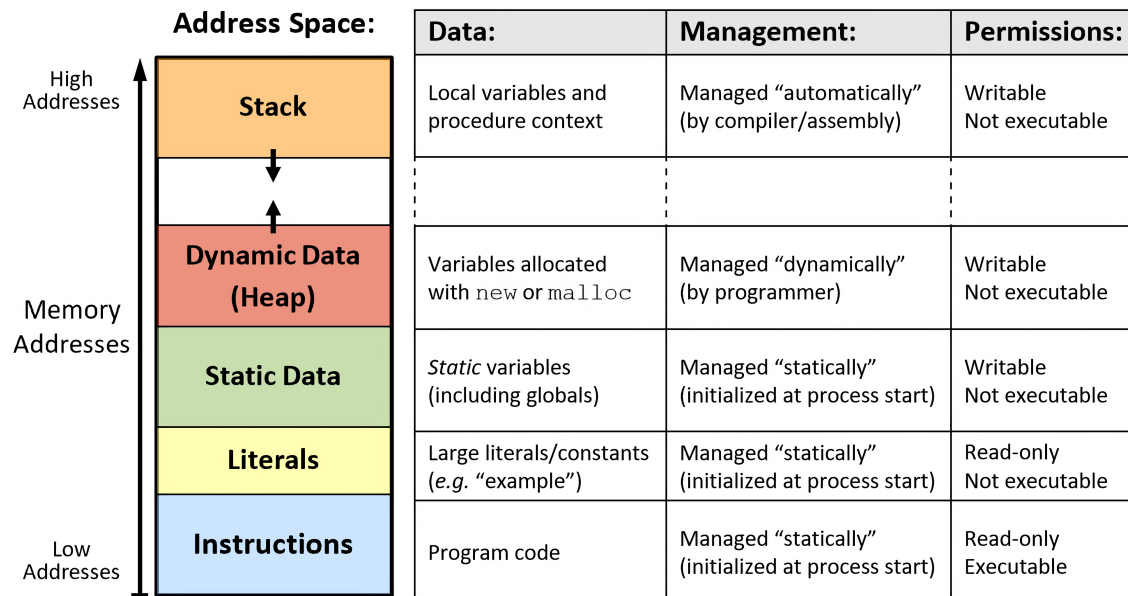 Address Space:
Data:
Management:
Permissions:
High
Addresses
Stack
Local variables and
procedure context
Managed “automatically”
(by compiler/assembly)
Writable
Not executable
Memory
Addresses
Dynamic Data
(Heap)
Variables allocated
with new or malloc
Managed “dynamically”
(by programmer)
Writable
Not executable
Static Data
Static variables
(including globals)
Managed “statically”
(initialized at process start)
Writable
Not executable
Literals
Large literals/constants
(e.g. “example”)
Managed “statically”
(initialized at process start)
Read-only
Not executable
Low
Addresses
Instructions
Program code
Managed “statically”
(initialized at process start)
Read-only
Executable